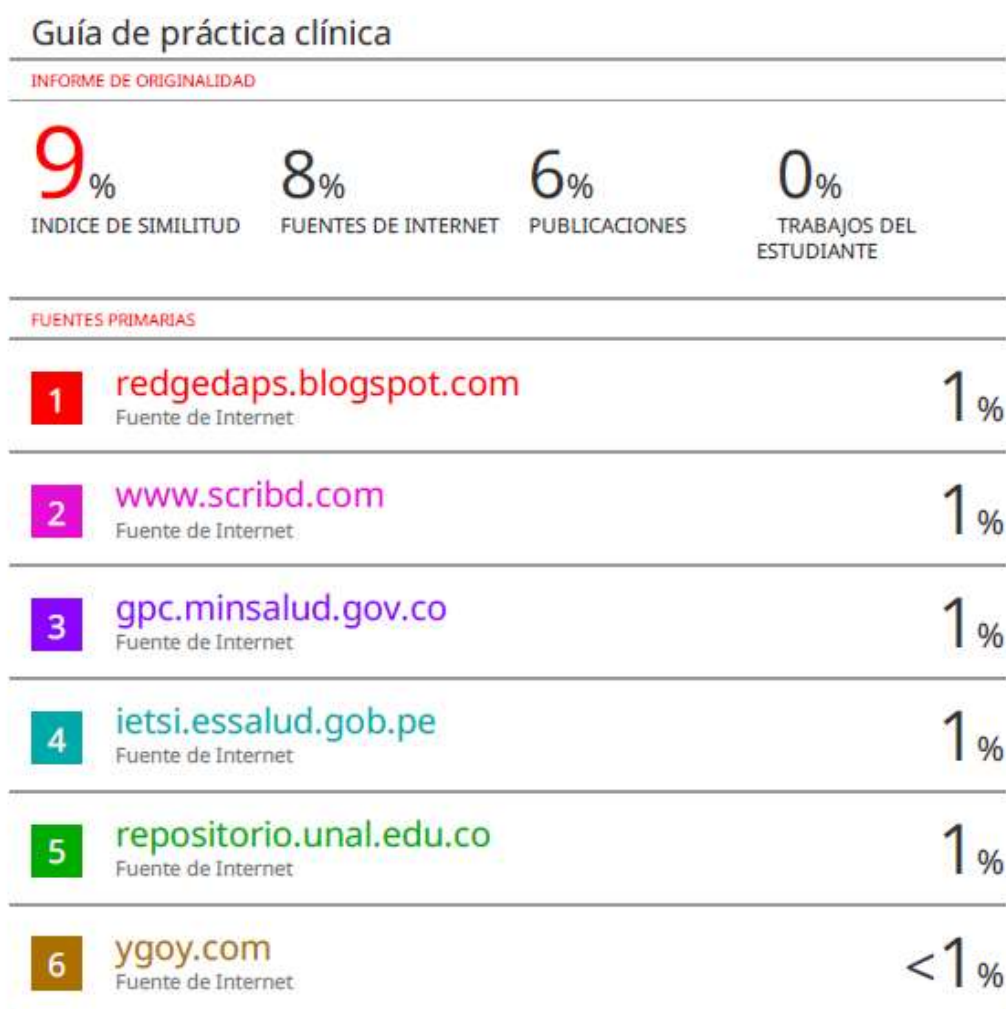 Guía de práctica clínica
INFORME DE ORIGINALIDAD
9% 8% 6% 0%
INDICE DE SIMILITUD FUENTES DE INTERNET PUBLICACIONES TRABAJOS DEL
ESTUDIANTE
FUENTES PRIMARIAS
1 redgedaps.blogspot.com 1%
Fuente de Internet
2 www.scribd.com 1%
Fuente de Internet
3 gpc.minsalud.gov.co 1%
Fuente de Internet
4 ietsi.essalud.gob.pe 1%
Fuente de Internet
5 repositorio.unal.edu.co 1%
Fuente de Internet
6 ygoy.com <1%
Fuente de Internet